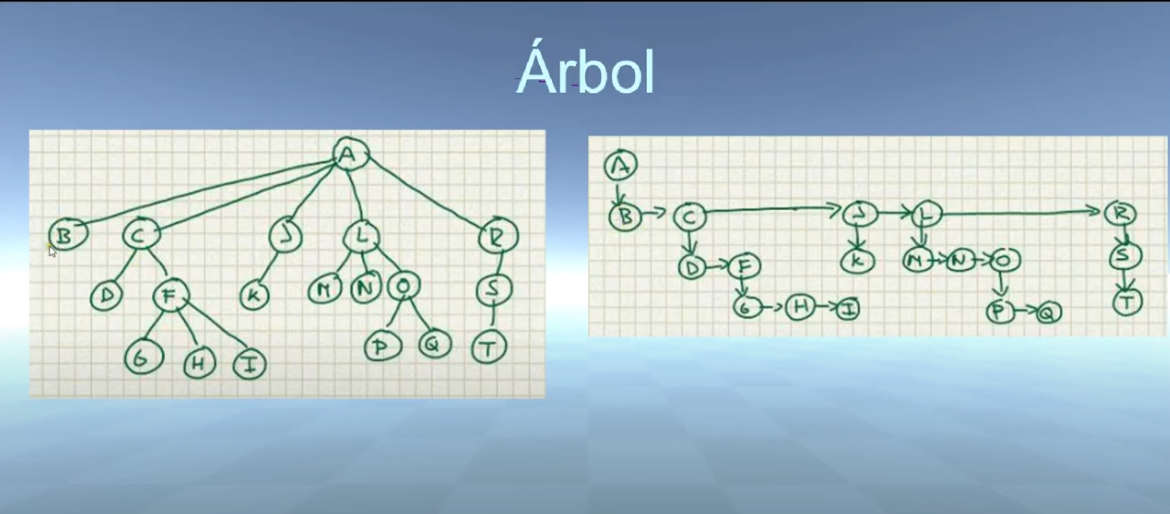 Árbol
A
B C J L R
D F K M N O S
G H I P Q T
A
B C J L R
D F K M N O S
G H I P Q T